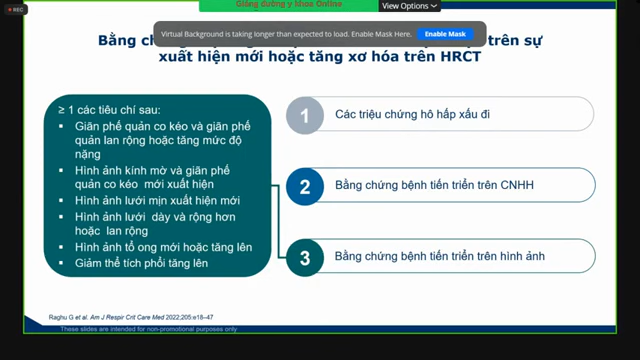 REC
Giảng đường y khoa Online
View Options
Virtual Background is taking longer than expected to load. Enable Mask Here.
Enable Mask
Bằng trên sự
xuất hiện mới hoặc tăng xơ hóa trên HRCT
≥ 1 các tiêu chí sau:
Giãn phế quản co kéo và giãn phế
quản lan rộng hoặc tăng mức độ
nặng
Hình ảnh kính mờ và giãn phế
quản co kéo mới xuất hiện
Hình ảnh lưới mịn xuất hiện mới
Hình ảnh lưới dày và rộng hơn
hoặc lan rộng
Hình ảnh tổ ong mới hoặc tăng lên
Giảm thể tích phổi tăng lên
1 Các triệu chứng hô hấp xấu đi
2 Bằng chứng bệnh tiến triển trên CNHH
3 Bằng chứng bệnh tiến triển trên hình ảnh
Raghu G et al. Am J Respir Crit Care Med 2022;205:e18–47
These slides are intended for non-promotional purposes only